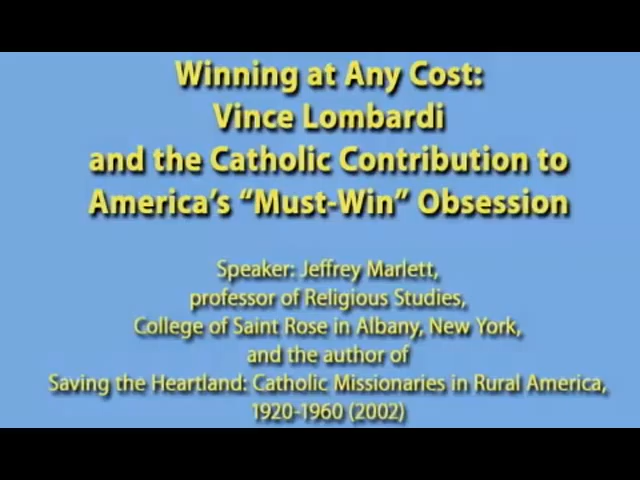 Winning at Any Cost:
Vince Lombardi
and the Catholic Contribution to
America's “Must-Win” Obsession
Speaker: Jeffrey Marlett,
professor of Religious Studies,
College of Saint Rose in Albany, New York,
and the author of
Saving the Heartland: Catholic Missionaries in Rural America,
1920-1960 (2002)